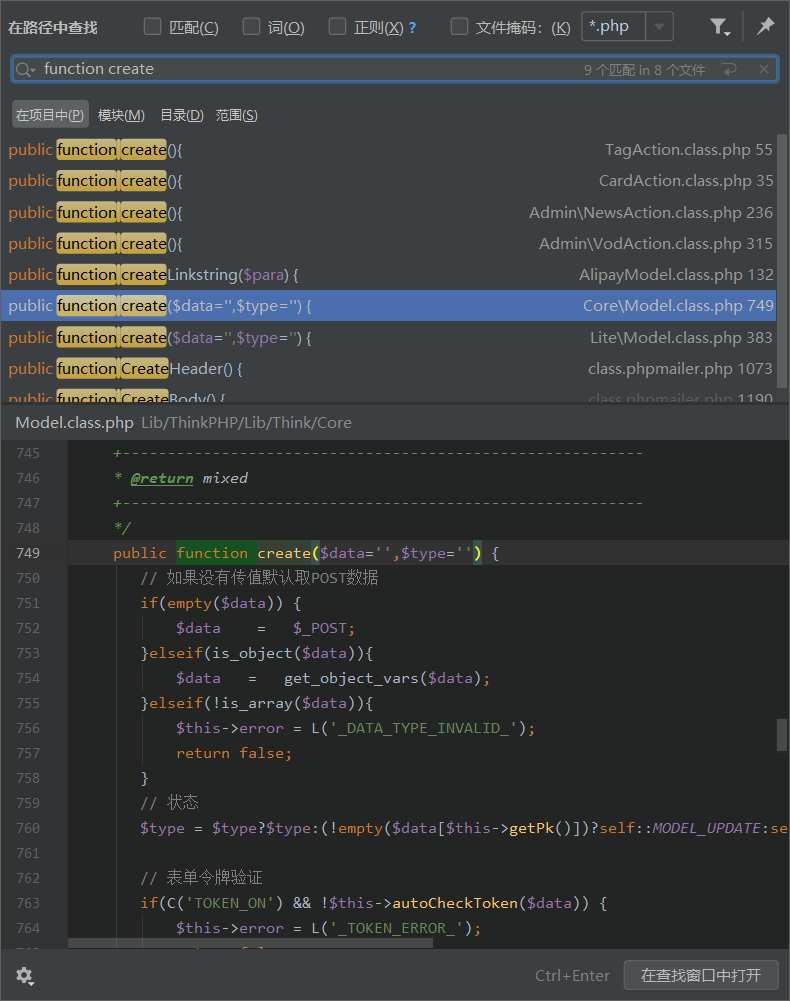 在路径中查找 匹配(C) 词(O) 正则(X) ? 文件掩码: (K) *.php
function create 9 个匹配 in 8 个文件
在项目中(P) 模块(M) 目录(D) 范围(S)
public function create(){ TagAction.class.php 55
public function create(){ CardAction.class.php 35
public function create(){ Admin\NewsAction.class.php 236
public function create(){ Admin\VodAction.class.php 315
public function createLinkstring($para) { AlipayModel.class.php 132
public function create($data='',$type='') { Core\Model.class.php 749
public function create($data='',$type='') { Lite\Model.class.php 383
public function CreateHeader() { class.phpmailer.php 1073
public function CreateBody() { class.phpmailer.php 1190
Model.class.php Lib/ThinkPHP/Lib/Think/Core
745 +----------------------------------------------------------
746 * @return mixed
747 +----------------------------------------------------------
748 */
749 public function create($data='',$type='') {
750 // 如果没有传值默认取POST数据
751 if(empty($data)) {
752 $data = $_POST;
753 }elseif(is_object($data)){
754 $data = get_object_vars($data);
755 }elseif(!is_array($data)){
756 $this->error = L('_DATA_TYPE_INVALID_');
757 return false;
758 }
759 // 状态
760 $type = $type?$type:(!empty($data[$this->getPk()])?self::MODEL_UPDATE:se
761
762 // 表单令牌验证
763 if(C('TOKEN_ON') && !$this->autoCheckToken($data)) {
764 $this->error = L('_TOKEN_ERROR_');
Ctrl+Enter 在查找窗口中打开